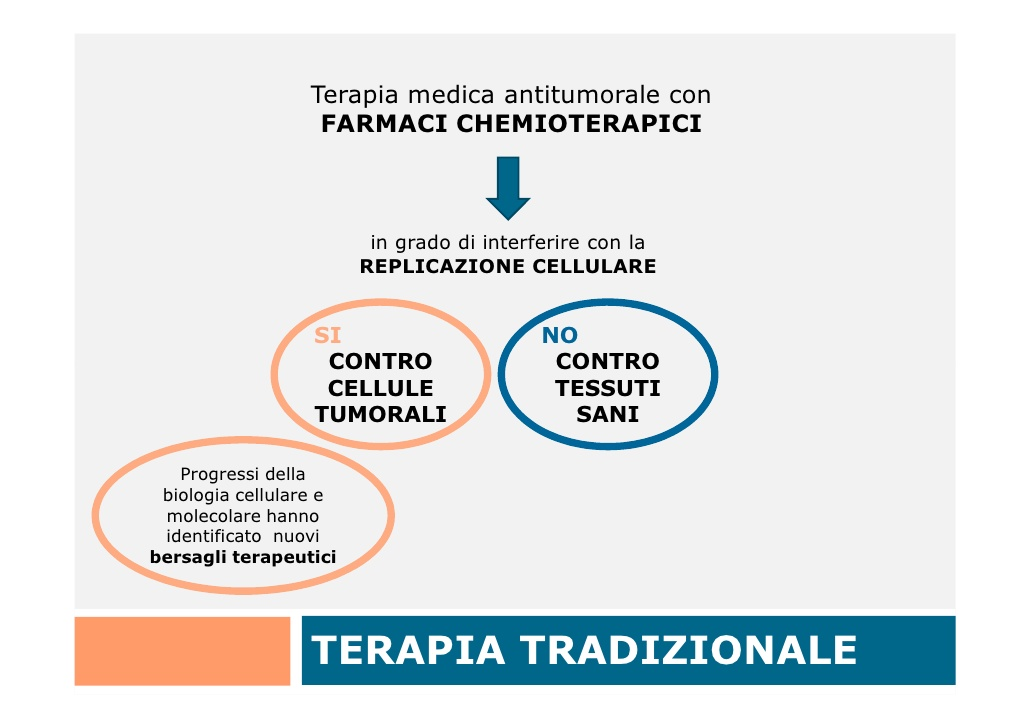 Terapia medica antitumorale con
FARMACI CHEMIOTERAPICI
in grado di interferire con la
REPLICAZIONE CELLULARE
SI
CONTRO
CELLULE
TUMORALI
NO
CONTRO
TESSUTI
SANI
Progressi della
biologia cellulare e
molecolare hanno
identificato nuovi
bersagli terapeutici
TERAPIA TRADIZIONALE